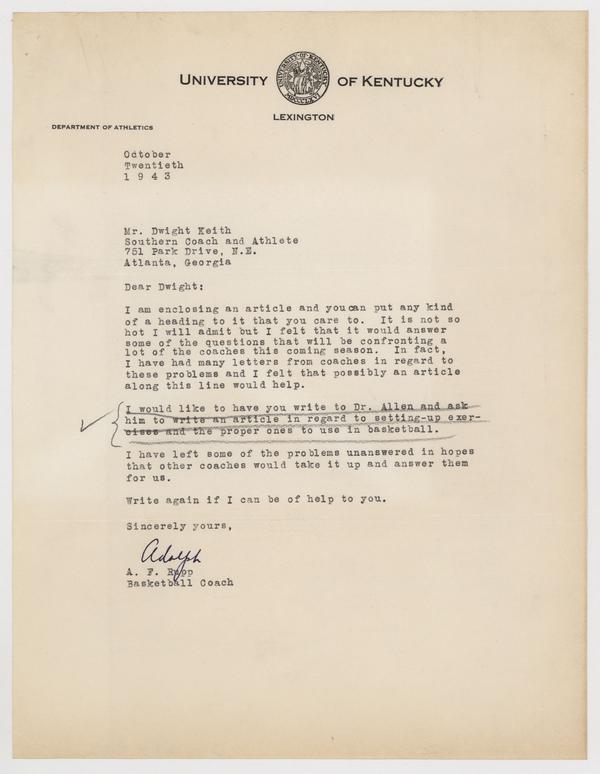 UNIVERSITY OF KENTUCKY
LEXINGTON
DEPARTMENT OF ATHLETICS
October
Twentieth
1 9 4 3
Mr. Dwight Keith
Southern Coach and Athlete
751 Park Drive, N.E.
Atlanta, Georgia
Dear Dwight:
I am enclosing an article and youcan put any kind
of a heading to it that you care to. It is not so
hot I will admit but I felt that it would answer
some of the questions that will be confronting a
lot of the coaches this coming season. In fact,
I have had many letters from coaches in regard to
these problems and I felt that possibly an article
along this line would help.
I would like to have you write to Dr. Allen and ask
him to write an article in regard to setting-up exer-
cises and the proper ones to use in basketball.
I have left some of the problems unanswered in hopes
that other coaches would take it up and answer them
for us.
Write again if I can be of help to you.
Sincerely yours,
Adolph
A. F. Rupp
Basketball Coach